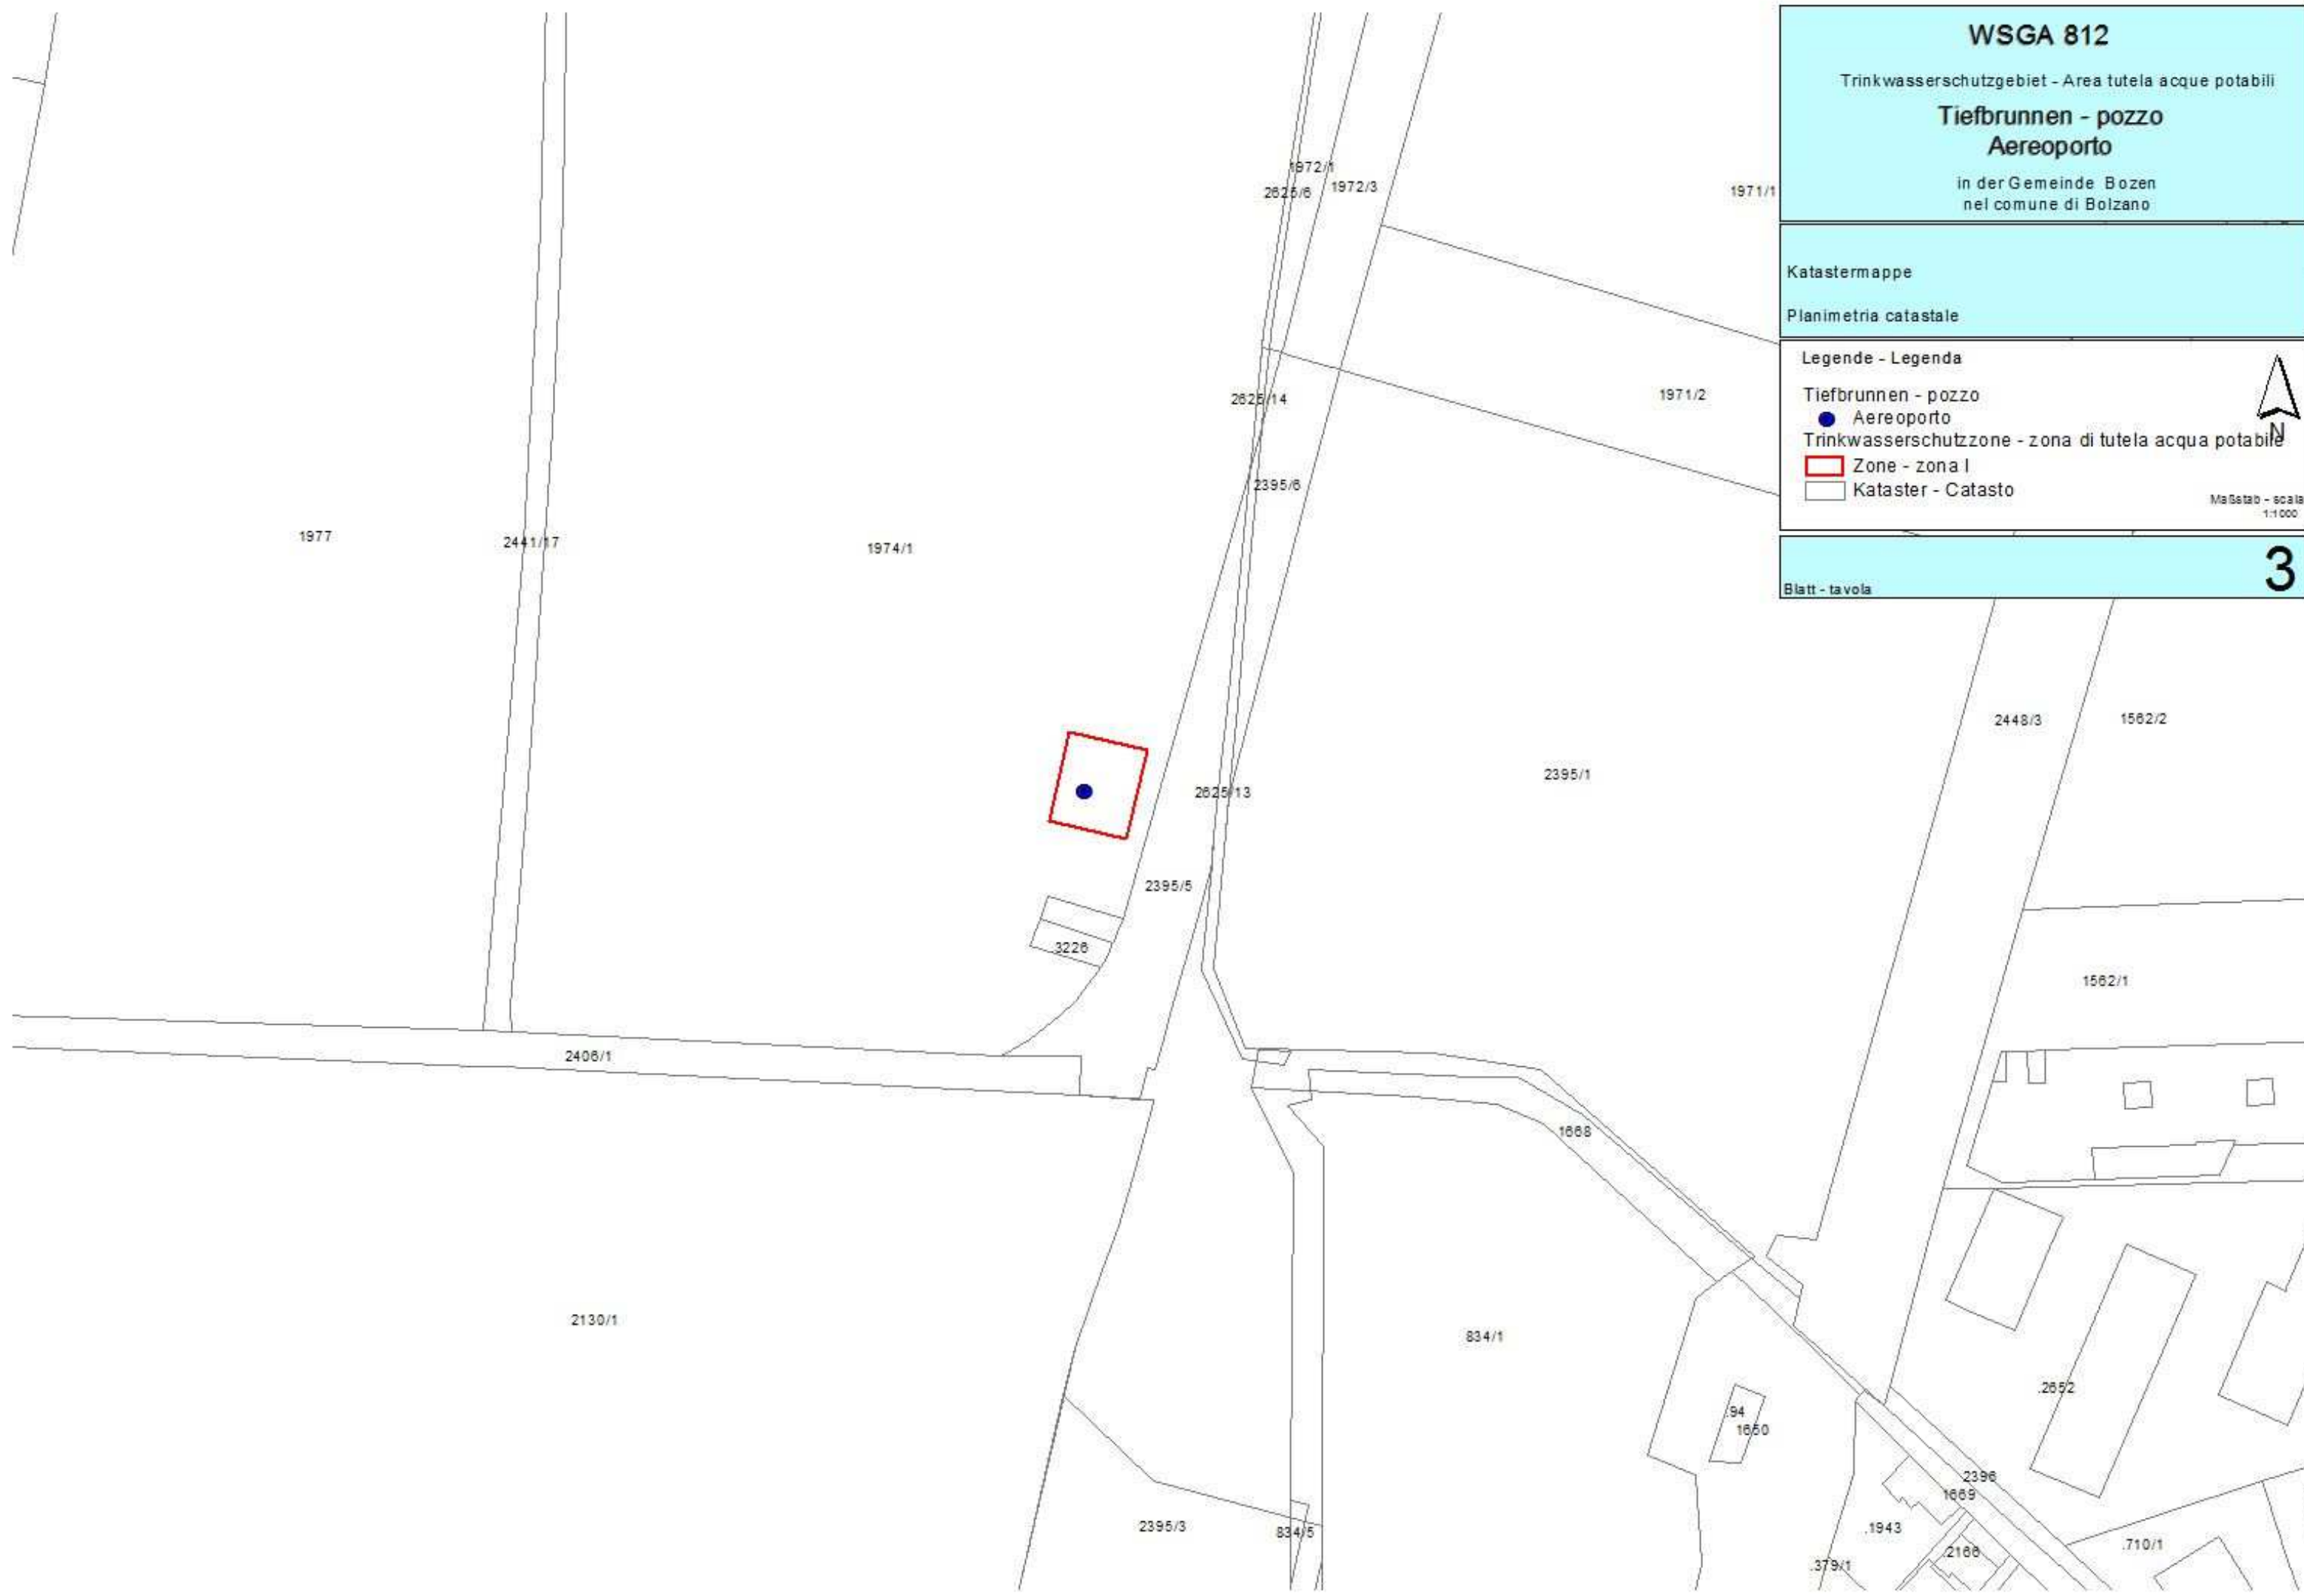 WSGA 812
Trinkwasserschutzgebiet - Area tutela acque potabili
Tiefbrunnen - pozzo
Aereoporto
in der Gemeinde Bozen
nel comune di Bolzano
Katastermappe
Planimetria catastale
Legende - Legenda
Tiefbrunnen - pozzo
Aereoporto
Trinkwasserschutzzone - zona di tutela acqua potabile
N
Zone - zona I
Kataster - Catasto
Maßstab - scala
1:1000
3
Blatt - tavola
1972/1
2625/6
1972/3
1971/1
2625/14
1971/2
2395/6
1977
2441/17
1974/1
2448/3
1562/2
2395/1
2625/13
2395/5
.3226
1562/1
2406/1
1668
2130/1
834/1
.2652
.94
1650
2396
1669
2395/3
834/5
.1943
.2166
.710/1
.379/1